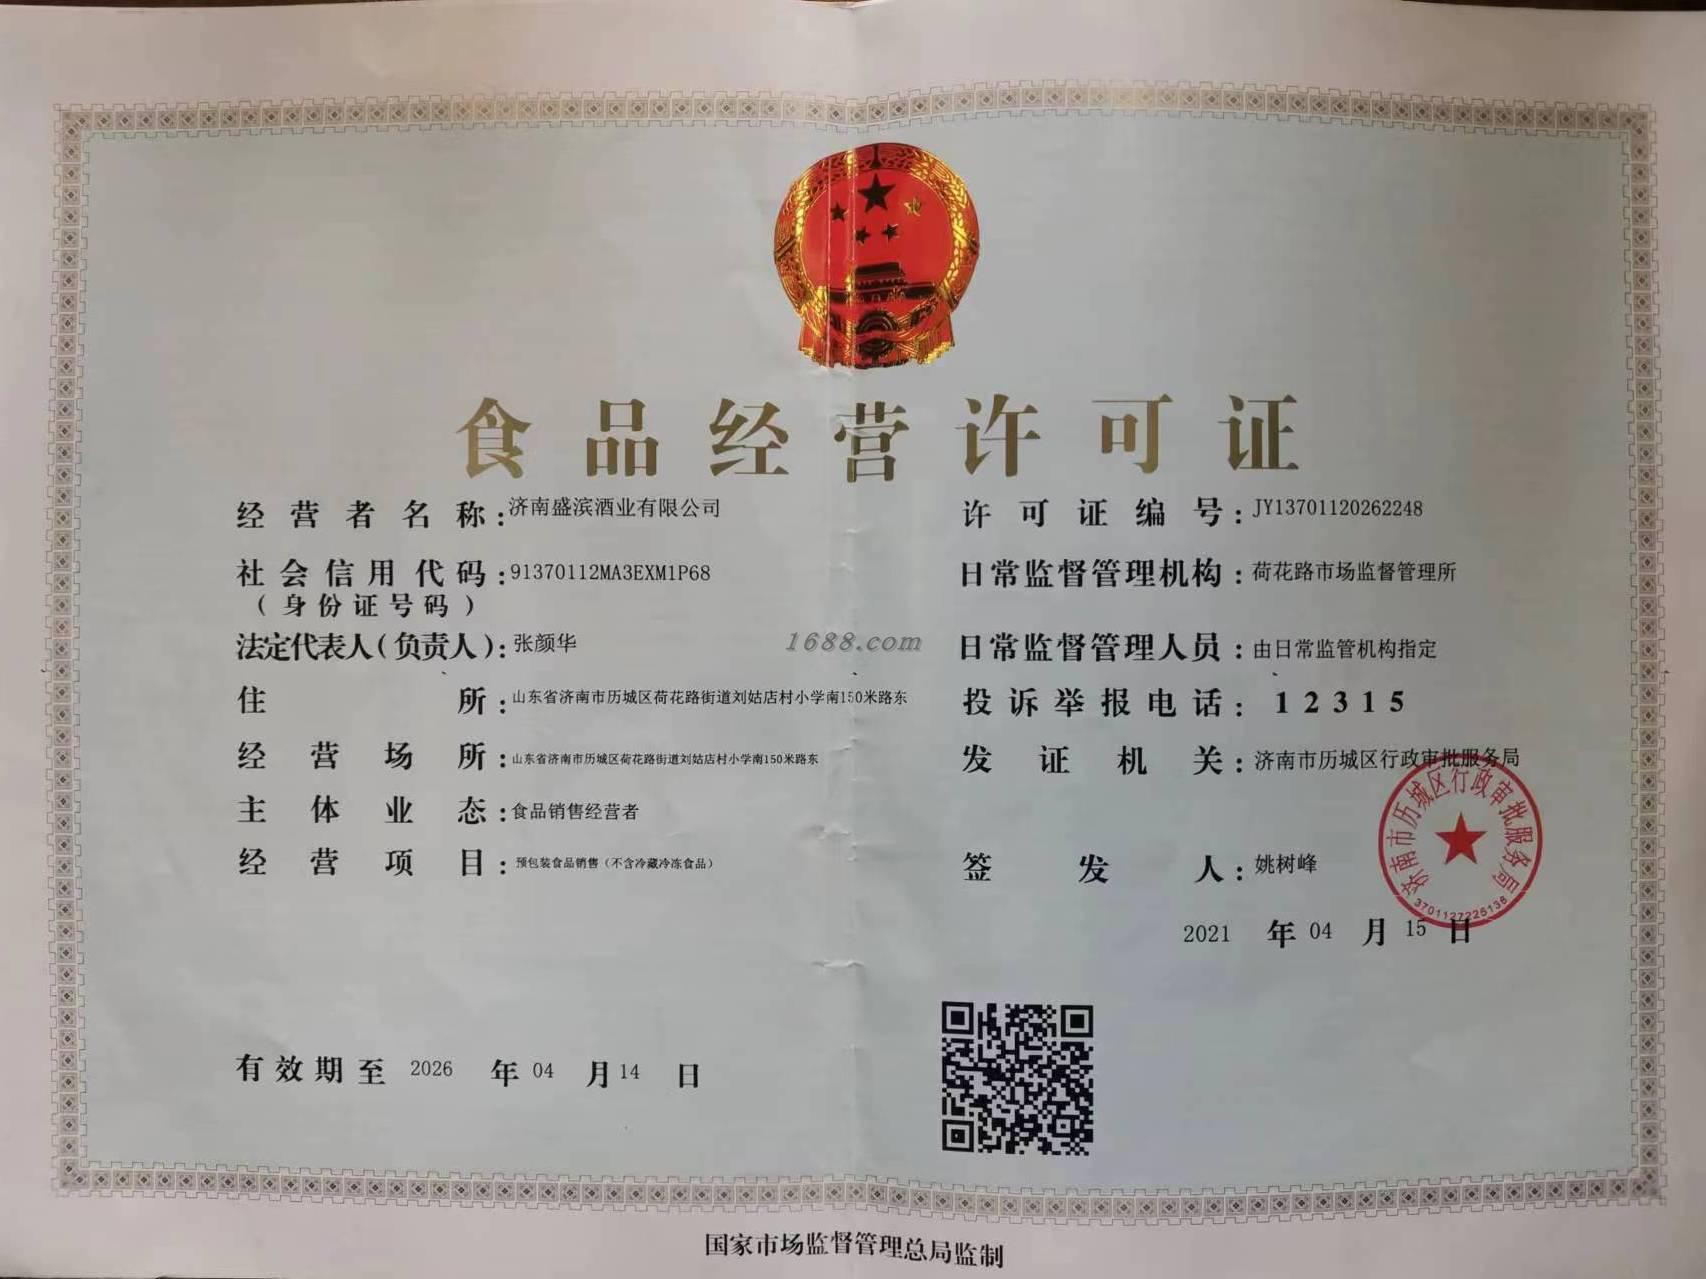 食品经营许可证
经营者名称：济南盛滨酒业有限公司
社会信用代码：91370112MA3EXM1P68
（身份证号码）
法定代表人（负责人）：张颜华
住所：山东省济南市历城区荷花路街道刘姑店村小学南150米路东
经营场所：山东省济南市历城区荷花路街道刘姑店村小学南150米路东
主体业态：食品销售经营者
经营项目：预包装食品销售（不含冷藏冷冻食品）
有效期至 2026 年 04 月 14 日
许可证编号：JY13701120262248
日常监督管理机构：荷花路市场监督管理所
日常监督管理人员：由日常监管机构指定
投诉举报电话：12315
发证机关：济南市历城区行政审批服务局
签发人：姚树峰
2021 年 04 月 15 日
济南市历城区行政审批服务局
3701127226136
1688.com
国家市场监督管理总局监制